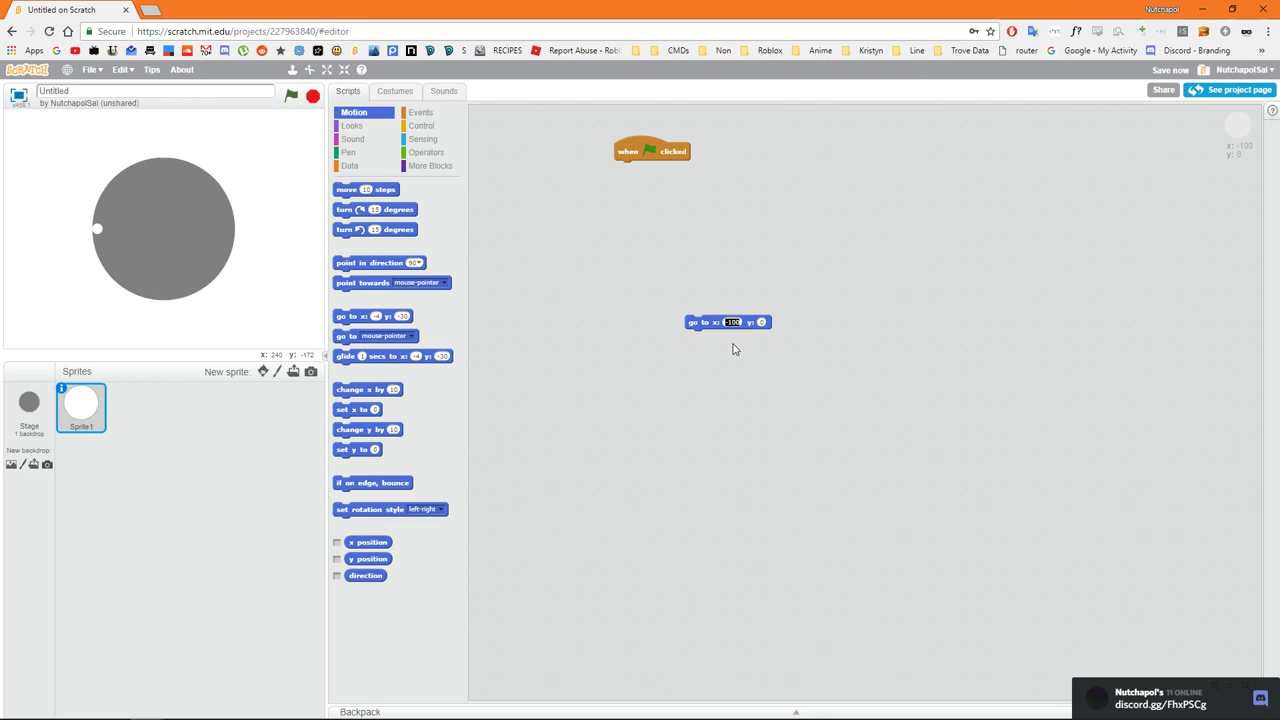 Untitled on Scratch
Nutchapol
Secure
https://scratch.mit.edu/projects/227963840/#editor
Apps
S
RECIPES
Report Abuse - Rob
CMDs
Non
Roblox
Anime
Kristyn
Line
Trove Data
router
Google - My Activity
Discord - Branding
SCRATCH
File
Edit
Tips
About
Save now
NutchapolSal
Untitled
by NutchapolSal (unshared)
Scripts
Costumes
Sounds
Share
See project page
Motion
Looks
Sound
Pen
Data
Events
Control
Sensing
Operators
More Blocks
when clicked
x: -100
y: 0
move 10 steps
turn 15 degrees
turn 15 degrees
point in direction 90
point towards mouse-pointer
go to x: -4 y: -30
go to x: -100 y: 0
go to mouse-pointer
glide 1 secs to x: -4 y: -30
x: 240 y: -172
Sprites
New sprite:
Stage
1 backdrop
New backdrop:
Sprite1
change x by 10
set x to 0
change y by 10
set y to 0
if on edge, bounce
set rotation style left-right
x position
y position
direction
Nutchapol's 11 ONLINE
discord.gg/FhxPSCg
Backpack